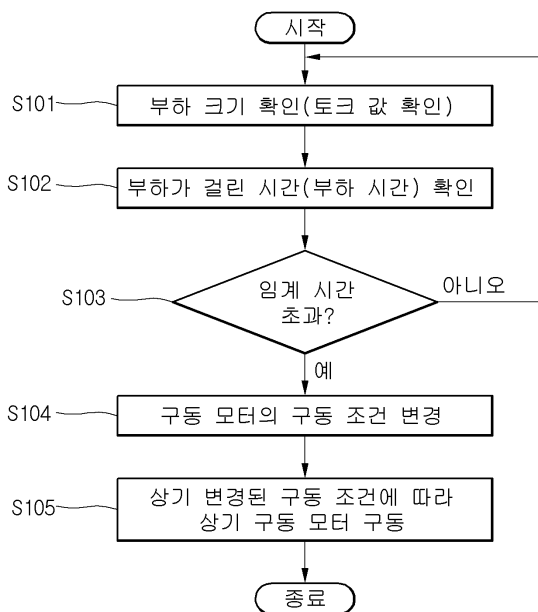 시작
S101
부하 크기 확인(토크 값 확인)
S102
부하가 걸린 시간(부하 시간) 확인
S103
임계 시간
초과?
아니오
예
S104
구동 모터의 구동 조건 변경
S105
상기 변경된 구동 조건에 따라
상기 구동 모터 구동
종료